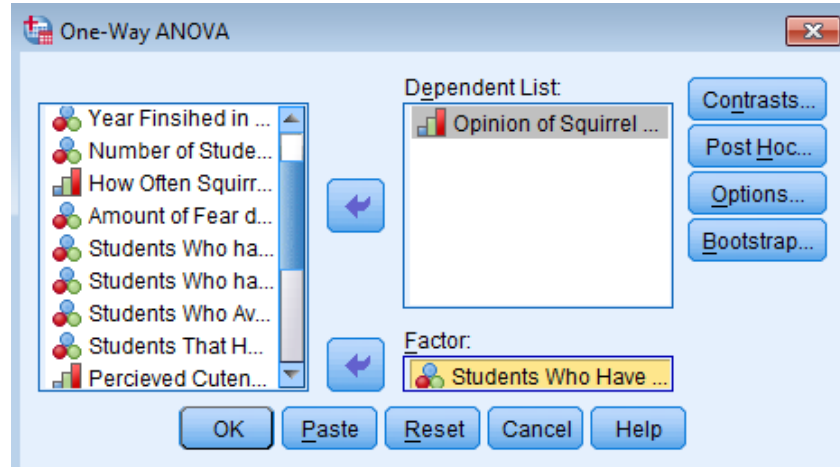 One-Way ANOVA
Year Finsihed in ...
Number of Stude...
How Often Squirr...
Amount of Fear d...
Students Who ha...
Students Who ha...
Students Who Av...
Students That H...
Percieved Cuten...
Dependent List:
Opinion of Squirrel ...
Factor:
Students Who Have ...
Contrasts...
Post Hoc...
Options...
Bootstrap...
OK Paste Reset Cancel Help